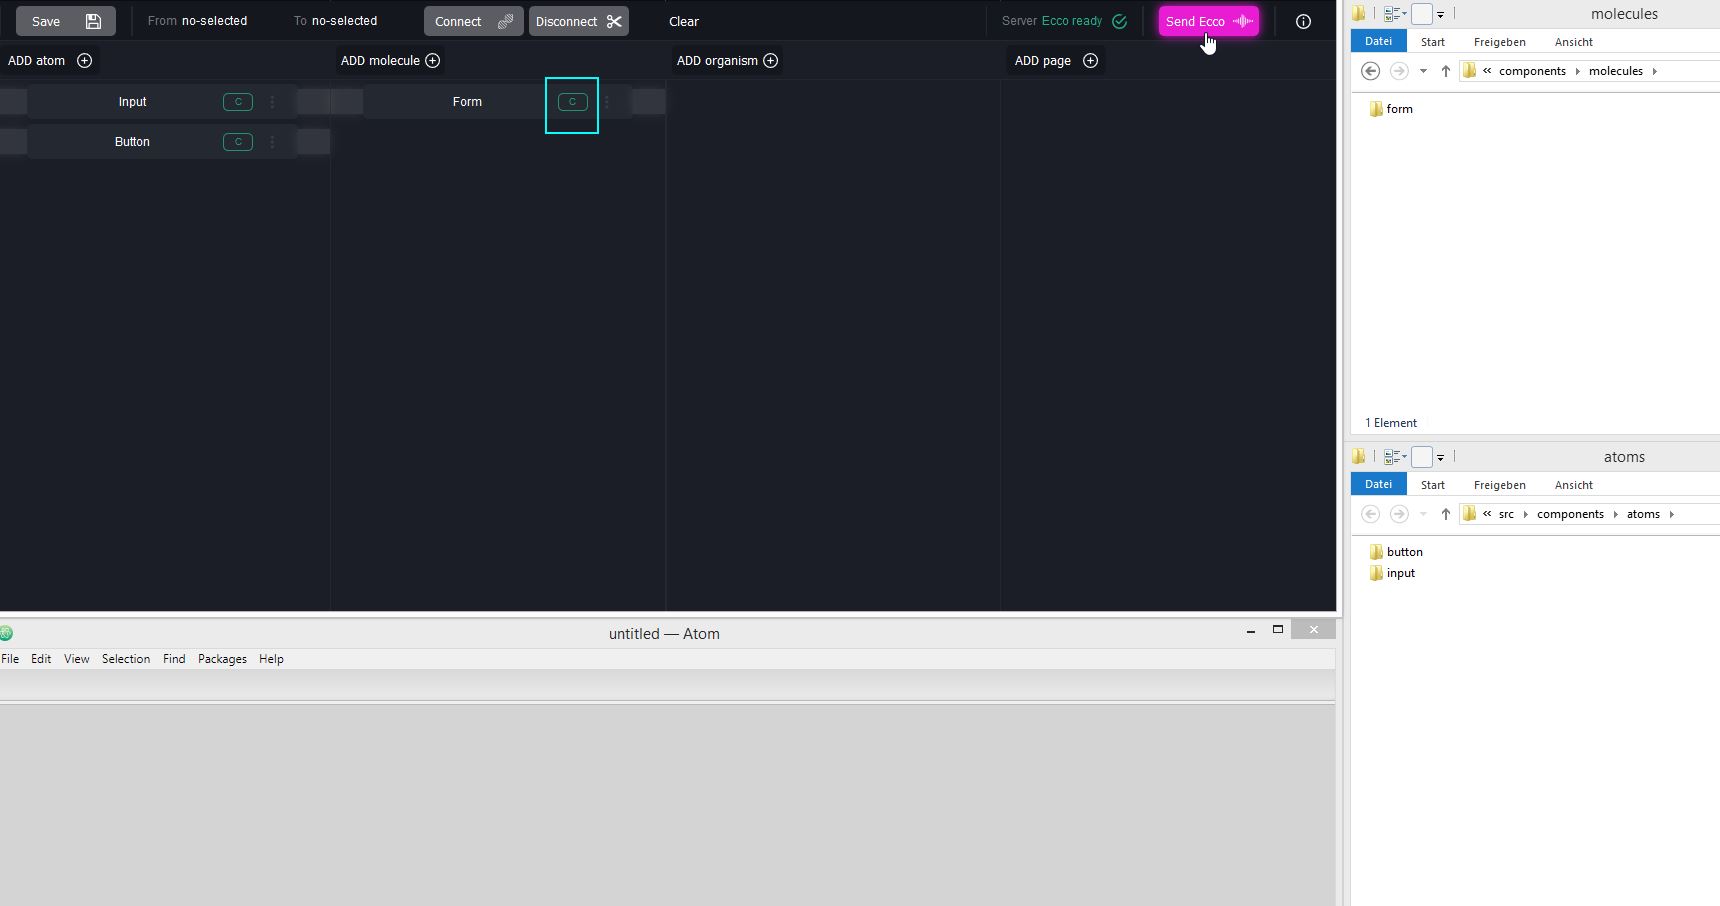 Save From no-selected To no-selected Connect Disconnect Clear Server Ecco ready Send Ecco
ADD atom ADD molecule ADD organism ADD page
Input C Form C
Button C
molecules
Datei Start Freigeben Ansicht
« components molecules
form
1 Element
atoms
Datei Start Freigeben Ansicht
« src components atoms
button
input
untitled — Atom
File Edit View Selection Find Packages Help